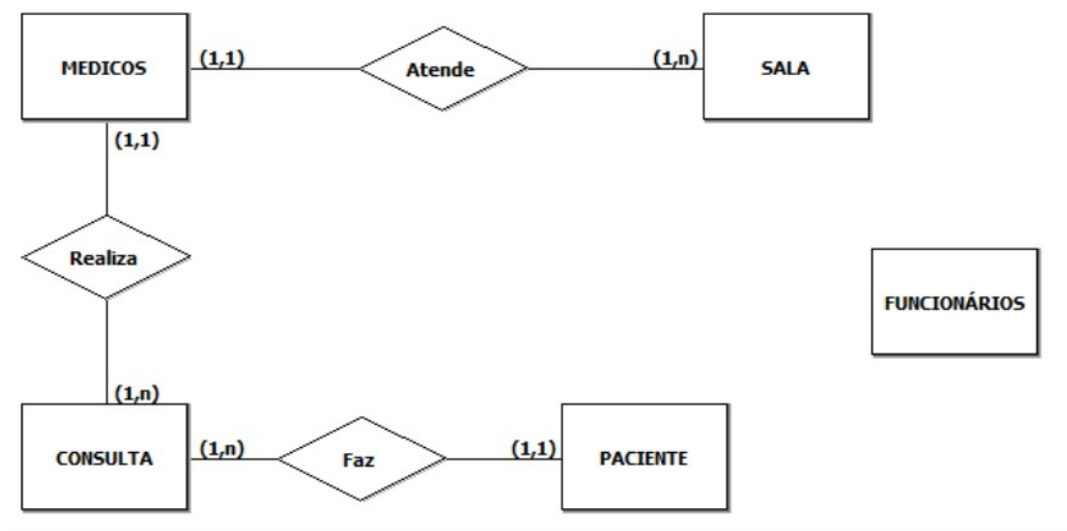 MEDICOS (1,1) Atende (1,n) SALA
(1,1)
Realiza
FUNCIONÁRIOS
(1,n)
CONSULTA (1,n) Faz (1,1) PACIENTE